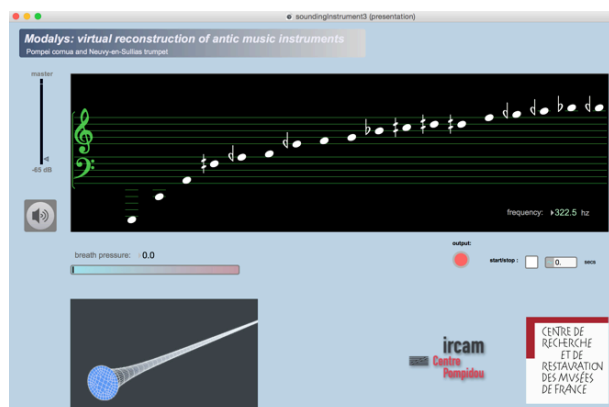 soundingInstrument3 (presentation)
Modalys: virtual reconstruction of antic music instruments
Pompei cornus and Neuvy-en-Sullias trumpet
master
-65 dB
frequency: 322.5 hz
breath pressure: 0.0
output:
start/stop : 0. secs
ircam
Centre
Pompidou
CENTRE DE
RECHERCHE
ET DE
RESTAURATION
DES MUSÉES
DE FRANCE